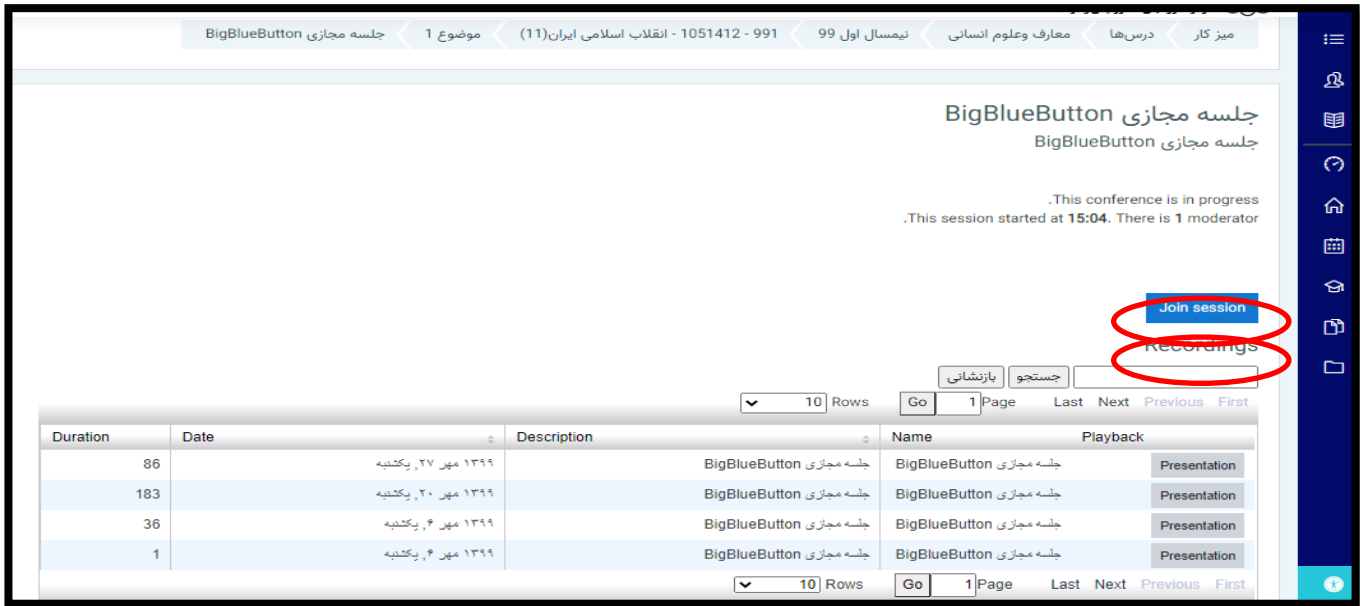 میز کار درس‌ها معارف وعلوم انسانی نیمسال اول 99 991 - 1051412 - انقلاب اسلامی ایران(11) موضوع 1 جلسه مجازی BigBlueButton
جلسه مجازی BigBlueButton
جلسه مجازی BigBlueButton
.This conference is in progress
.This session started at 15:04. There is 1 moderator
Join session
Recordings
جستجو بازنشانی
10 Rows Go 1 Page Last Next Previous First
Duration Date Description Name Playback
86 ۱۳۹۹ مهر ۲۷, یکشنبه جلسه مجازی BigBlueButton جلسه مجازی BigBlueButton Presentation
183 ۱۳۹۹ مهر ۲۰, یکشنبه جلسه مجازی BigBlueButton جلسه مجازی BigBlueButton Presentation
36 ۱۳۹۹ مهر ۶, یکشنبه جلسه مجازی BigBlueButton جلسه مجازی BigBlueButton Presentation
1 ۱۳۹۹ مهر ۶, یکشنبه جلسه مجازی BigBlueButton جلسه مجازی BigBlueButton Presentation
10 Rows Go 1 Page Last Next Previous First